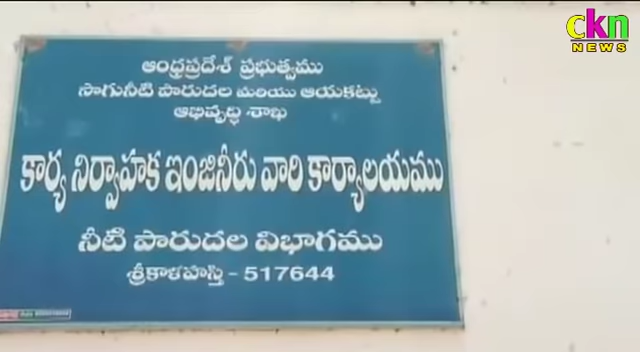 ckn
NEWS
ఆంధ్రప్రదేశ్ ప్రభుత్వము
సాగునీటి పారుదల మరియు ఆయకట్టు
అభివృద్ధి శాఖ
కార్య నిర్వాహక ఇంజినీరు వారి కార్యాలయము
నీటి పారుదల విభాగము
శ్రీకాళహస్తి - 517644